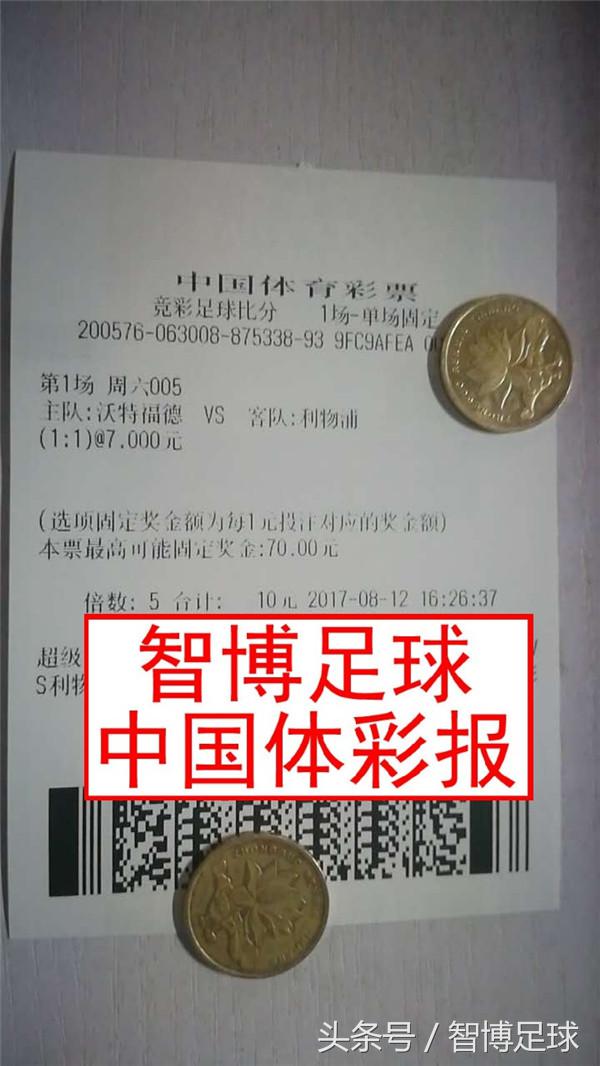 中国体育彩票
竞彩足球比分 1场-单场固定
200576-063008-875338-93 9FC9AFEA 00
第1场 周六005
主队:沃特福德 VS 客队:利物浦
(1:1)@7.000元
(选项固定奖金额为每1元投注对应的奖金额)
本票最高可能固定奖金:70.00元
倍数: 5 合计: 10元 2017-08-12 16:26:37
超级
S利物
智博足球
中国体彩报
头条号 / 智博足球